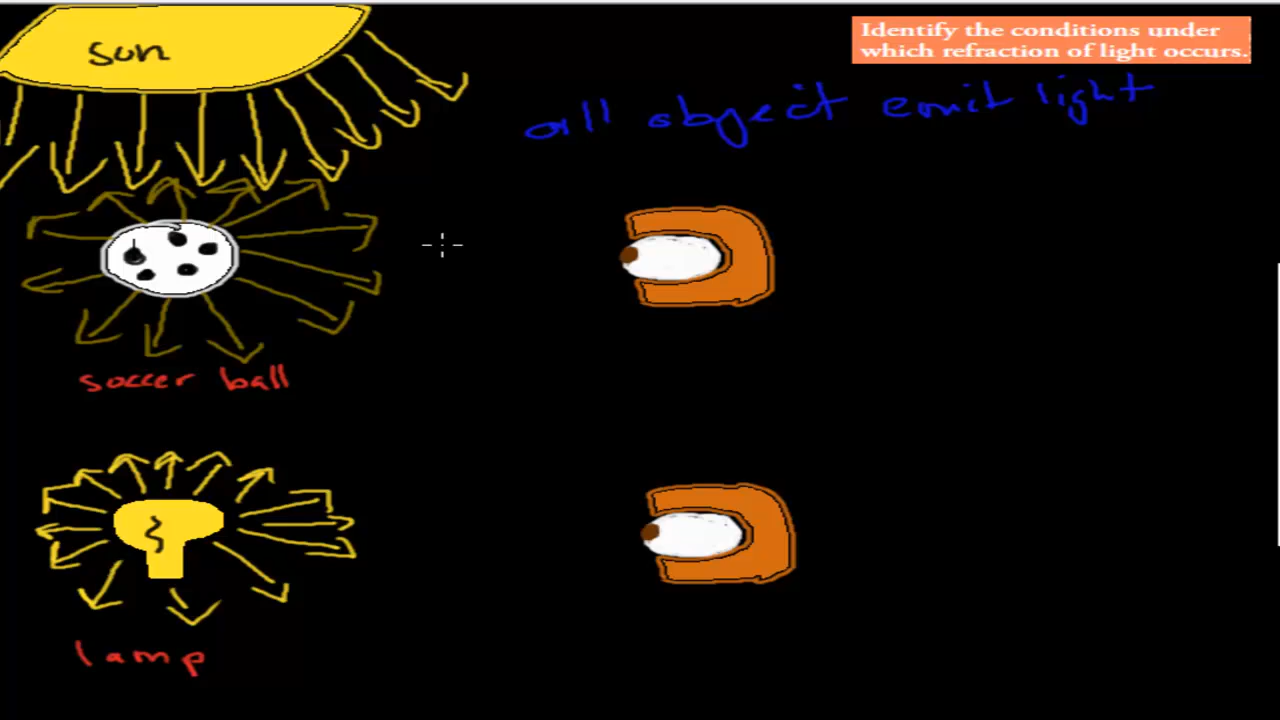 sun
Identify the conditions under
which refraction of light occurs.
all object emit light
soccer ball
lamp